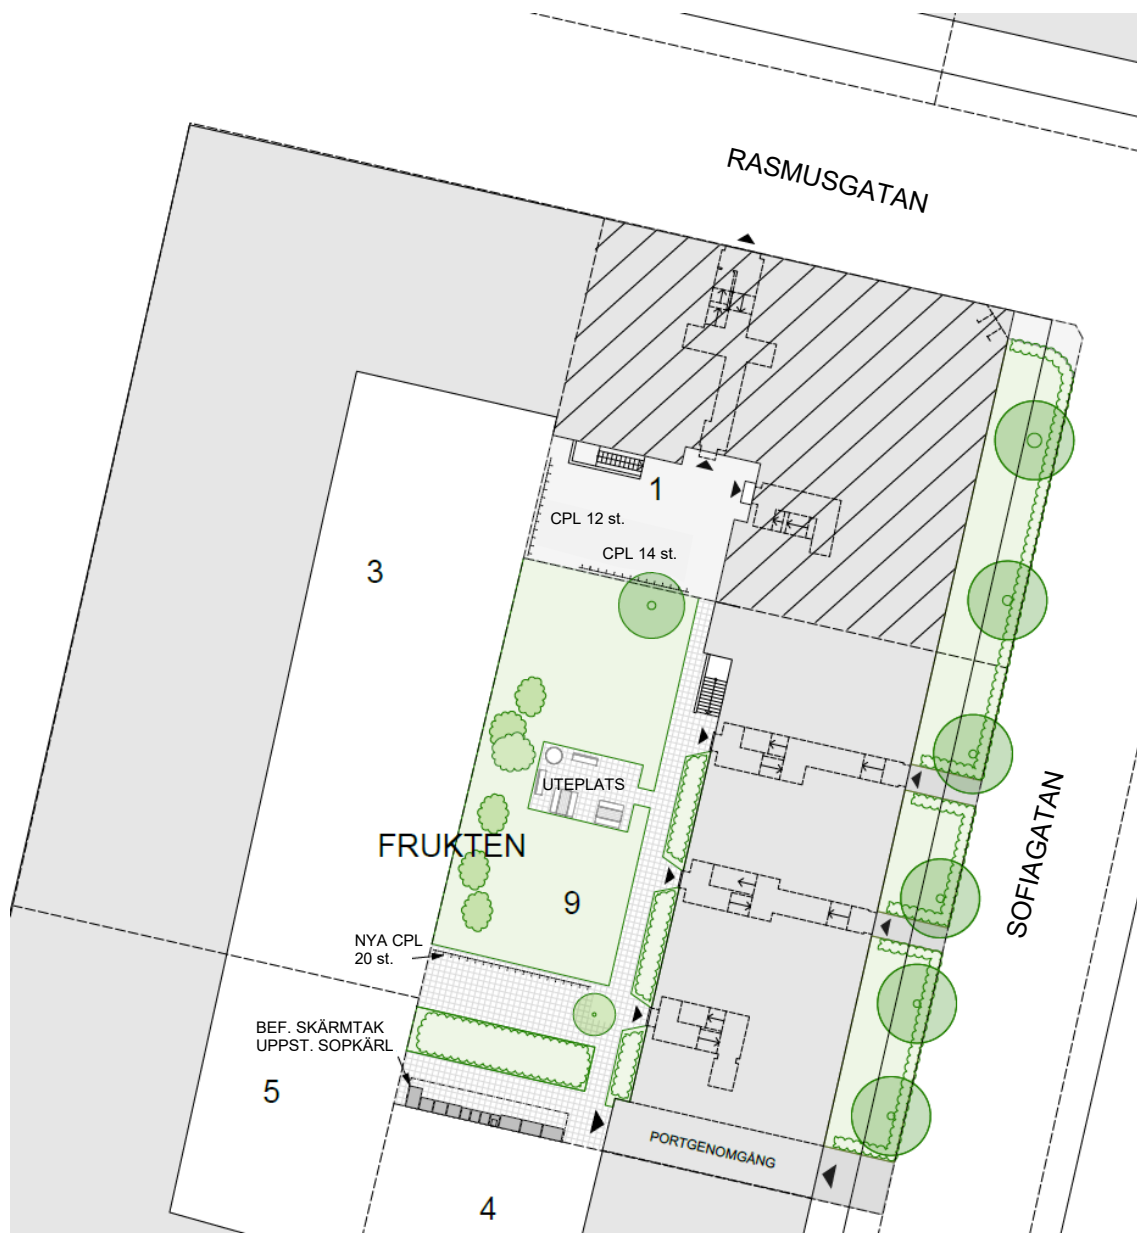 RASMUSGATAN
1
CPL 12 st.
CPL 14 st.
3
UTEPLATS
SOFIAGATAN
FRUKTEN
9
NYA CPL
20 st.
BEF. SKÄRMTAK
UPPST. SOPKÄRL
5
PORTGENOMGÅNG
4